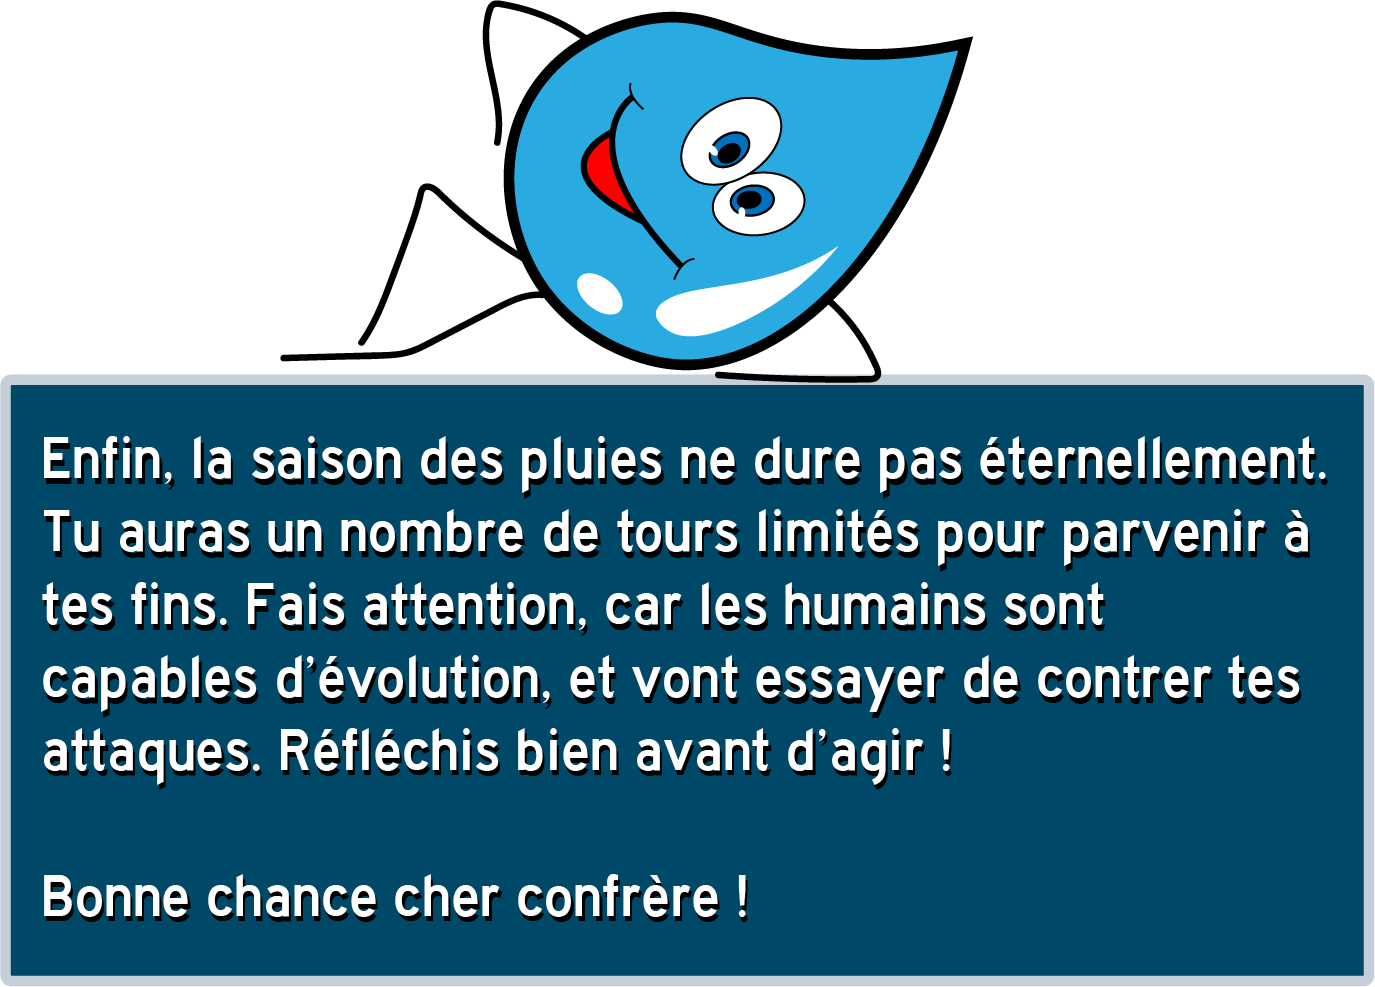 Enfin, la saison des pluies ne dure pas éternellement.
Tu auras un nombre de tours limités pour parvenir à
tes fins. Fais attention, car les humains sont
capables d’évolution, et vont essayer de contrer tes
attaques. Réfléchis bien avant d’agir !
Bonne chance cher confrère !